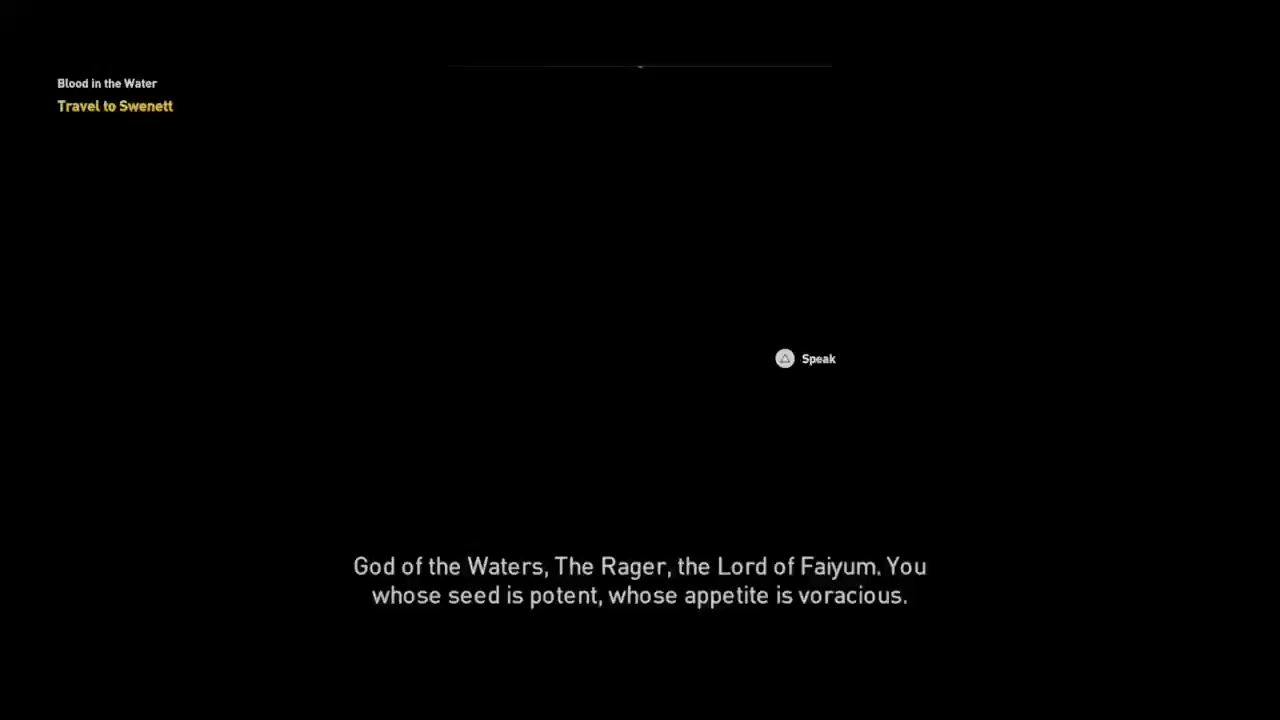 Blood in the Water
Travel to Swenett
Speak
God of the Waters, The Rager, the Lord of Faiyum. You
whose seed is potent, whose appetite is voracious.